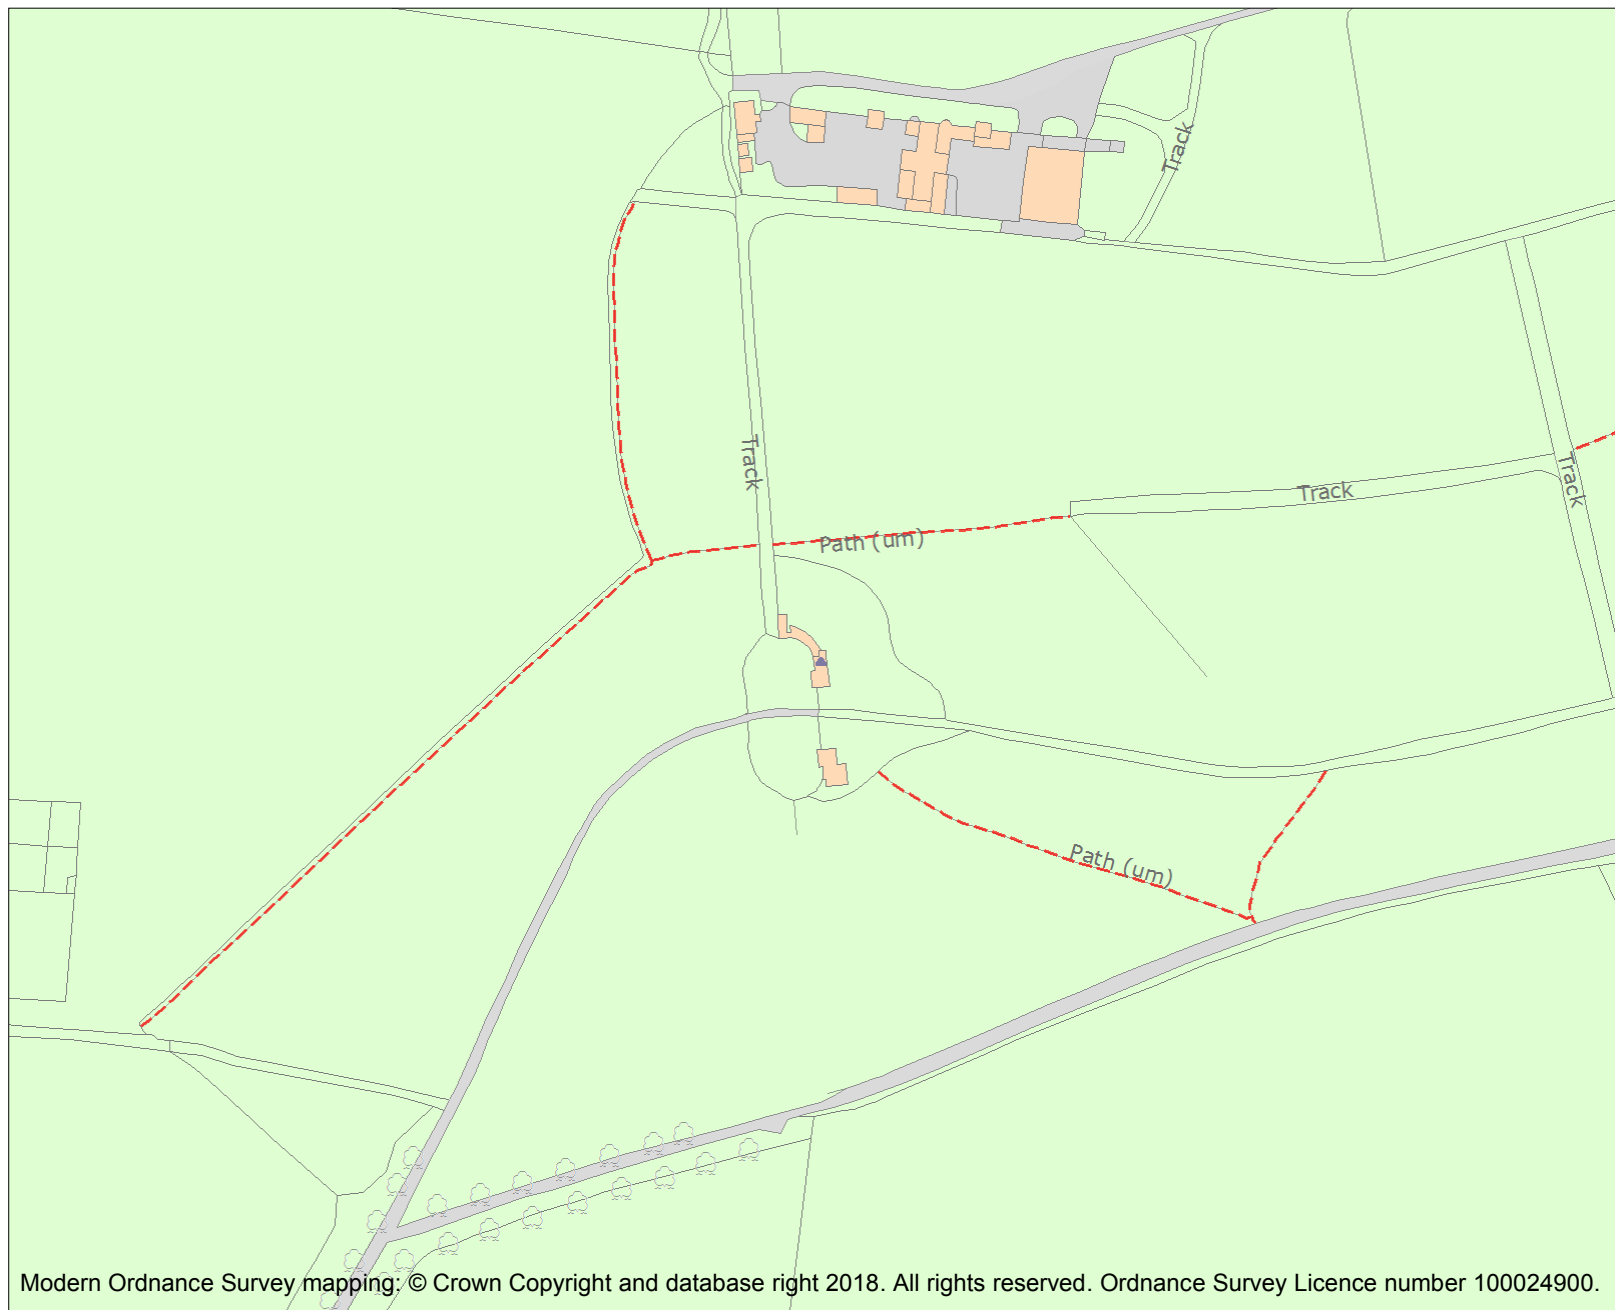 Track
Track
Track
Track
Path (um)
Path (um)
Modern Ordnance Survey mapping: © Crown Copyright and database right 2018. All rights reserved. Ordnance Survey Licence number 100024900.